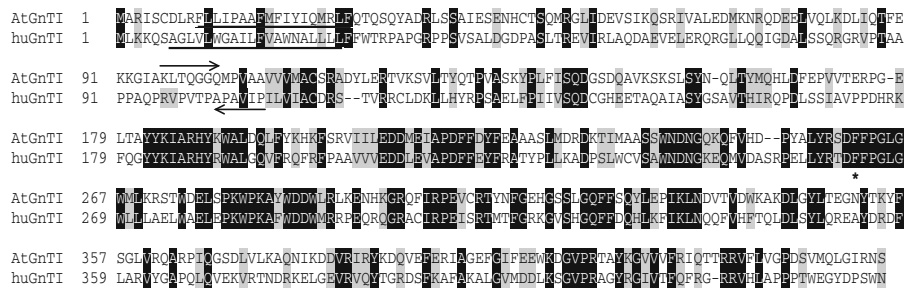 AtGnTI 1 MARISCDLRFLLIPAAFMFIYIQMRLFQTQSQYADRLSSAIESENHCTSQMRGLIDEVSIKQSRIVALEDMKNRQDEELVQLKDLIQTFE
huGnTI 1 MLKKQSAGLVLWGAILFVAWNALLLLFFWTRPAPGRPPSVSALDGDPASLTREVIRLAQDAEVELERQRGLLQQIGDALSSQRGRVPTAA
AtGnTI 91 KKGIAKLTQGGQMPVAAVVVMACSRADYLERTVKSVLTYQTPVASKYPLFISQDGSDQAVKSKSLSYN-QLTYMQHLDFEPVVTERPG-E
huGnTI 91 PPAQPRVPVTPAPAVIPILVIACDRS--TVRRCLDKLLHYRPSAELFPIIVSQDCGHEETAQAIASYGSAVTHIRQPDLSSIAVPPDHRK
AtGnTI 179 LTAYYKIARHYKWALDQLFYKHKFSRVIILEDDMEIAPDFFDYFEAAASLMDRDKTIMAASSWNDNGQKQFVHD--PYALYRSDFFPGLG
huGnTI 179 FQGYYKIARHYRWALGQVFRQFRFPAAVVVEDDLEVAPDFFEYFRATYPLLKADPSLWCVSAWNDNGKEQMVDASRPELLYRTDFFPGLG
*
AtGnTI 267 WMLKRSTWDELSPKWPKAYWDDWLRLKENHKGRQFIRPEVCRTYNFGEHGSSLGQFFSQYLEPIKLNDVTVDWKAKDLGYLTEGNYTKYF
huGnTI 269 WLLLAELWAELEPKWPKAFWDDWMRRPEQRQGRACIRPEISRTMTFGRKGVSHGQFFDQHLKFIKLNQQFVHFTQLDLSYLQREAYDRDF
AtGnTI 357 SGLVRQARPIQGSDLVLKAQNIKDDVRIRYKDQVEFERIAGEFGIFEEWKDGVPRTAYKGVVVFRIQTTRRVFLVGPDSVMQLGIRNS
huGnTI 359 LARVYGAPQLQVEKVRTNDRKELGEVRVQYTGRDSFKAFAKALGVMDDLKSGVPRAGYRGIVTFQFRG-RRVHLAPPPTWEGYDPSWN